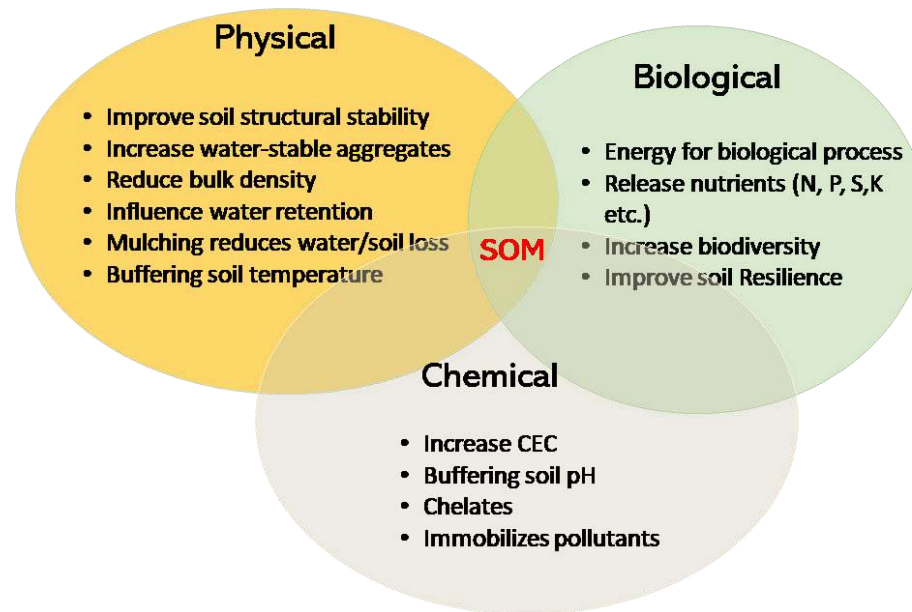 Physical
• Improve soil structural stability
• Increase water-stable aggregates
• Reduce bulk density
• Influence water retention
• Mulching reduces water/soil loss
• Buffering soil temperature
Biological
• Energy for biological process
• Release nutrients (N, P, S,K
etc.)
• Increase biodiversity
• Improve soil Resilience
SOM
Chemical
• Increase CEC
• Buffering soil pH
• Chelates
• Immobilizes pollutants